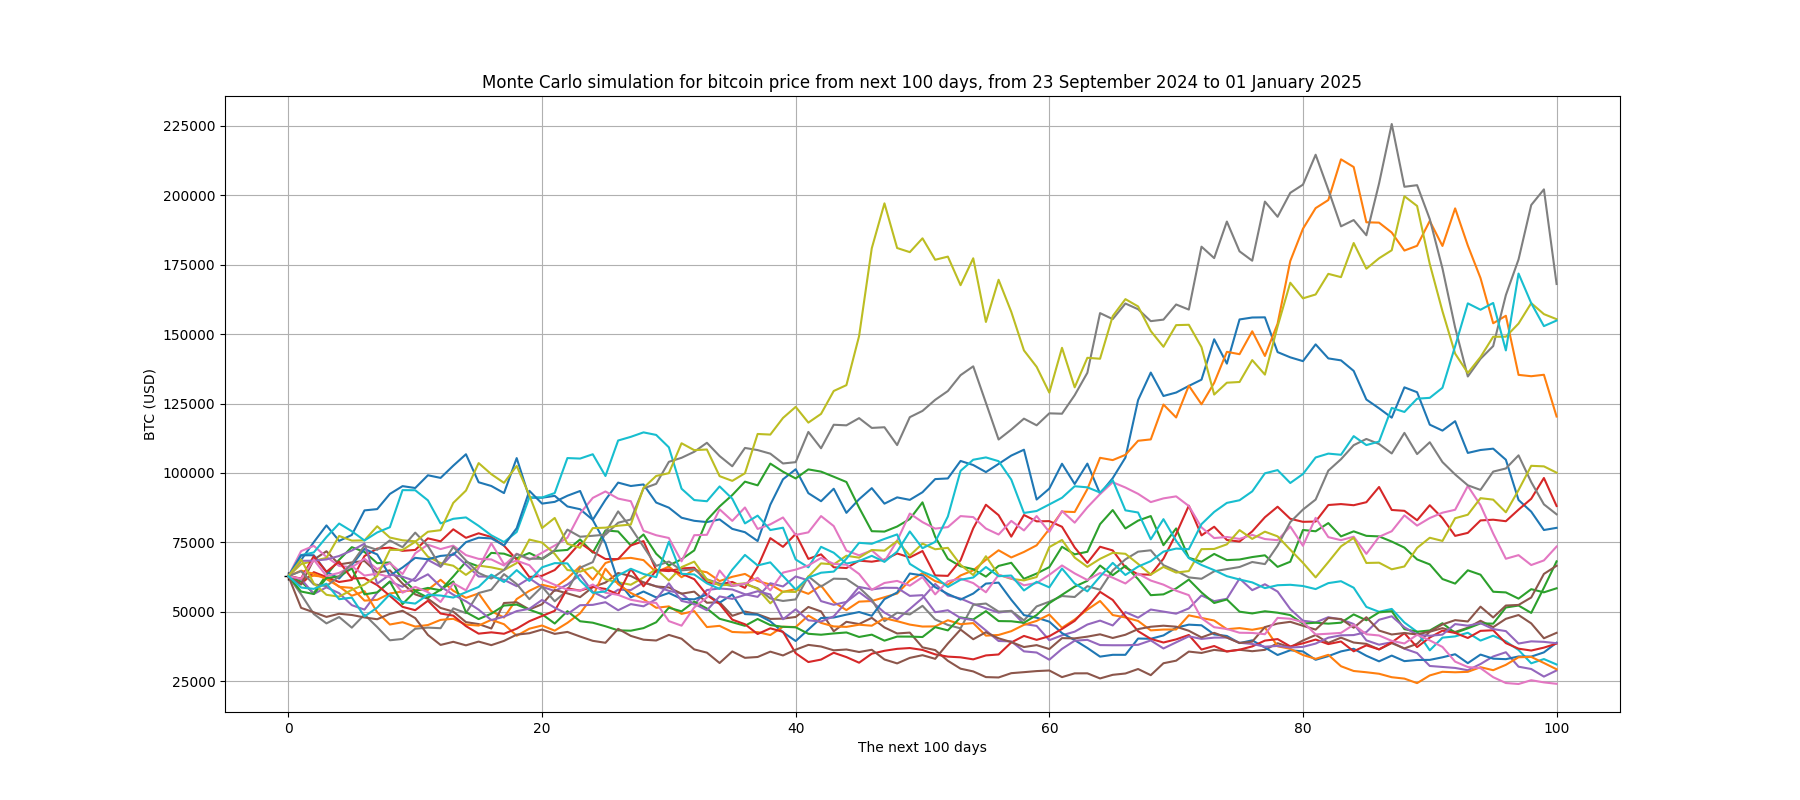 Monte Carlo simulation for bitcoin price from next 100 days, from 23 September 2024 to 01 January 2025
225000
200000
175000
150000
125000
100000
75000
50000
25000
BTC (USD)
0 20 40 60 80 100
The next 100 days